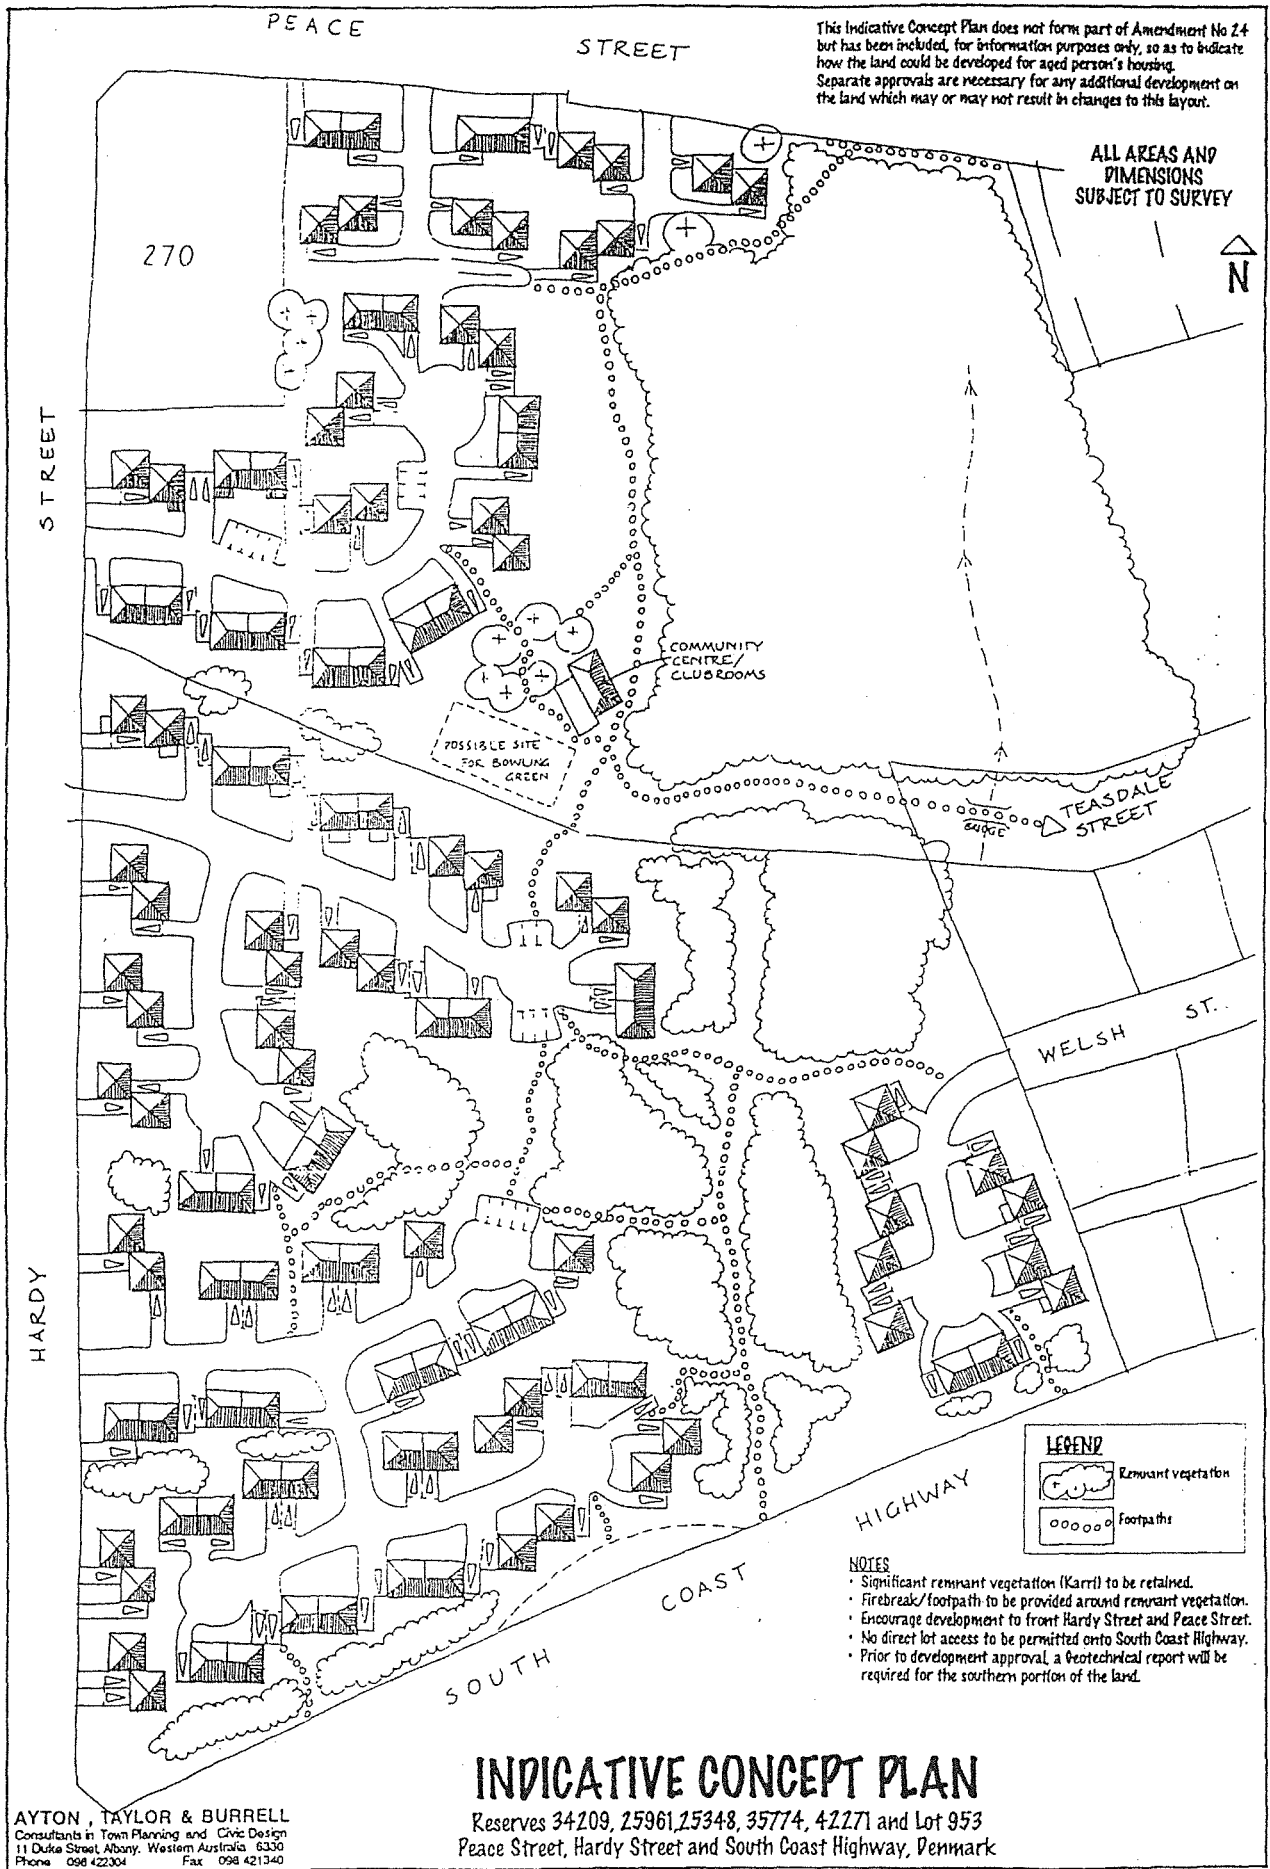 PEACE STREET
This Indicative Concept Plan does not form part of Amendment No 24
but has been included, for information purposes only, so as to indicate
how the land could be developed for aged person's housing.
Separate approvals are necessary for any additional development on
the land which may or may not result in changes to this layout.
ALL AREAS AND
DIMENSIONS
SUBJECT TO SURVEY
N
270
HARDY STREET
COMMUNITY
CENTRE/
CLUBROOMS
POSSIBLE SITE
FOR BOWLING
GREEN
BRIDGE
TEASDALE
STREET
WELSH ST.
SOUTH COAST HIGHWAY
LEGEND
Remnant vegetation
Footpaths
NOTES
• Significant remnant vegetation (Karri) to be retained.
• Firebreak/footpath to be provided around remnant vegetation.
• Encourage development to front Hardy Street and Peace Street.
• No direct lot access to be permitted onto South Coast Highway.
• Prior to development approval, a Geotechnical report will be
required for the southern portion of the land.
INDICATIVE CONCEPT PLAN
Reserves 34209, 25961,25348, 35774, 42271 and Lot 953
Peace Street, Hardy Street and South Coast Highway, Denmark
AYTON, TAYLOR & BURRELL
Consultants in Town Planning and Civic Design
11 Duke Street, Albany. Western Australia 6330
Phone 098 422304 Fax 098 421340